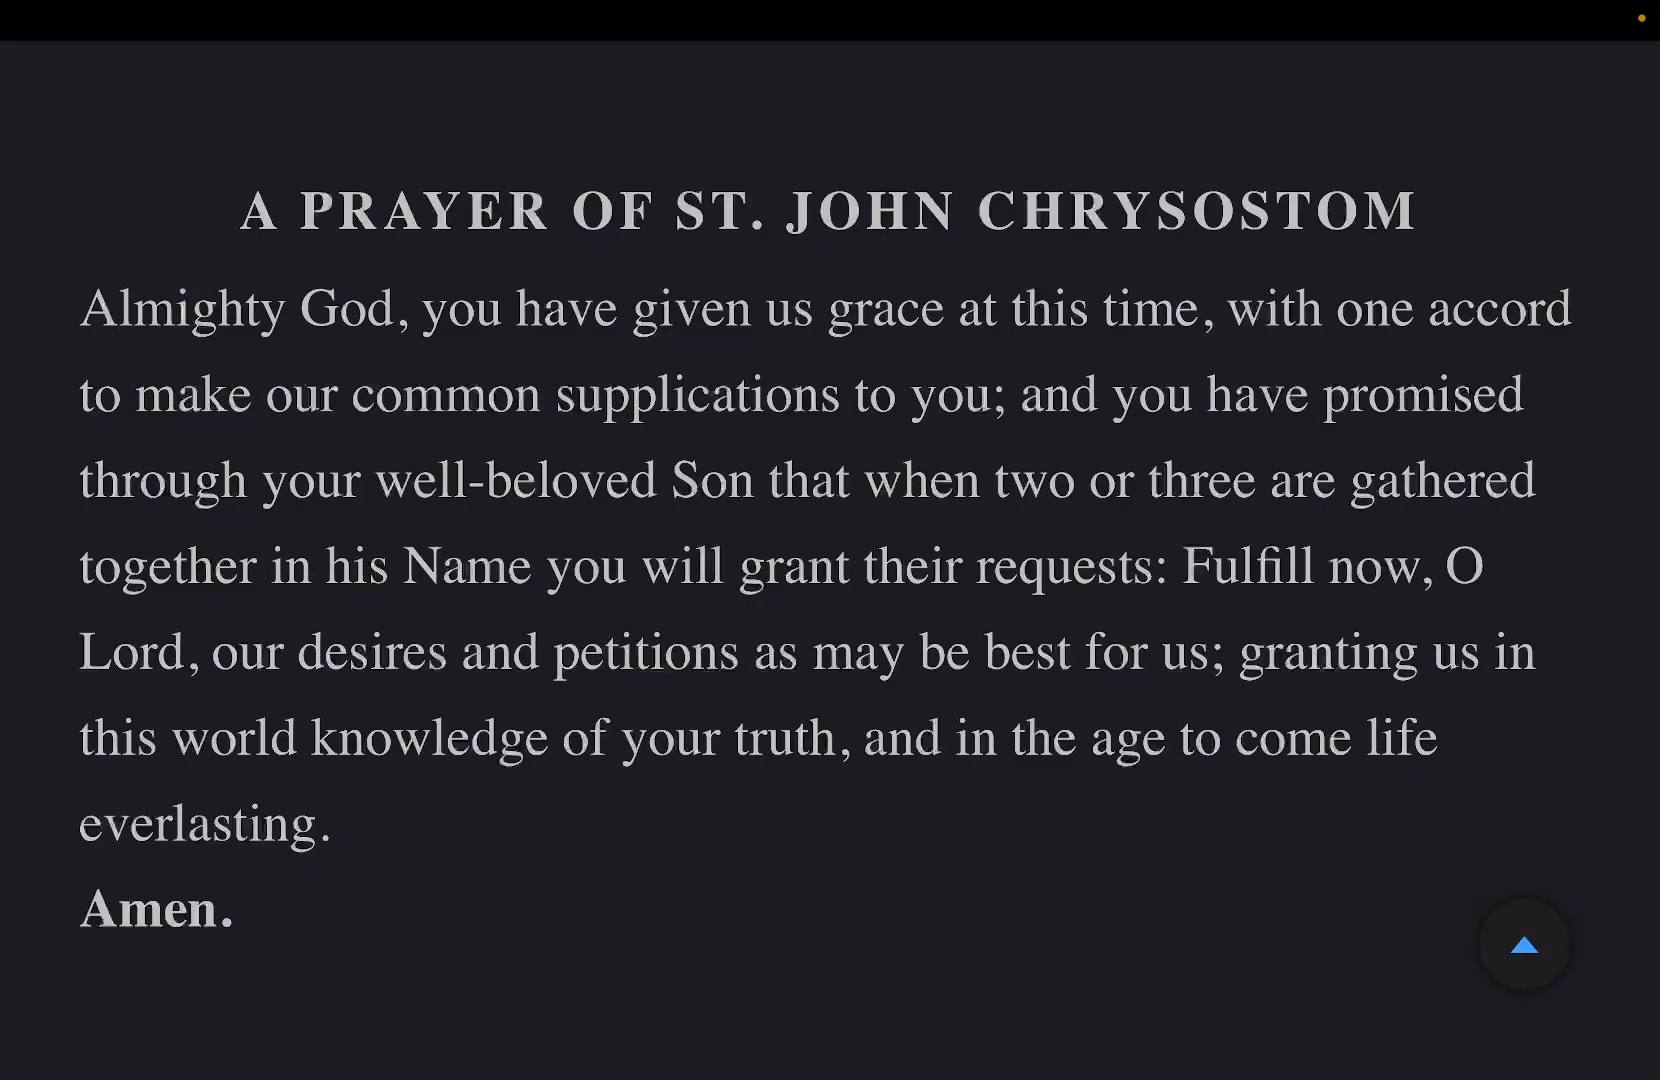 A PRAYER OF ST. JOHN CHRYSOSTOM
Almighty God, you have given us grace at this time, with one accord
to make our common supplications to you; and you have promised
through your well-beloved Son that when two or three are gathered
together in his Name you will grant their requests: Fulfill now, O
Lord, our desires and petitions as may be best for us; granting us in
this world knowledge of your truth, and in the age to come life
everlasting.
Amen.